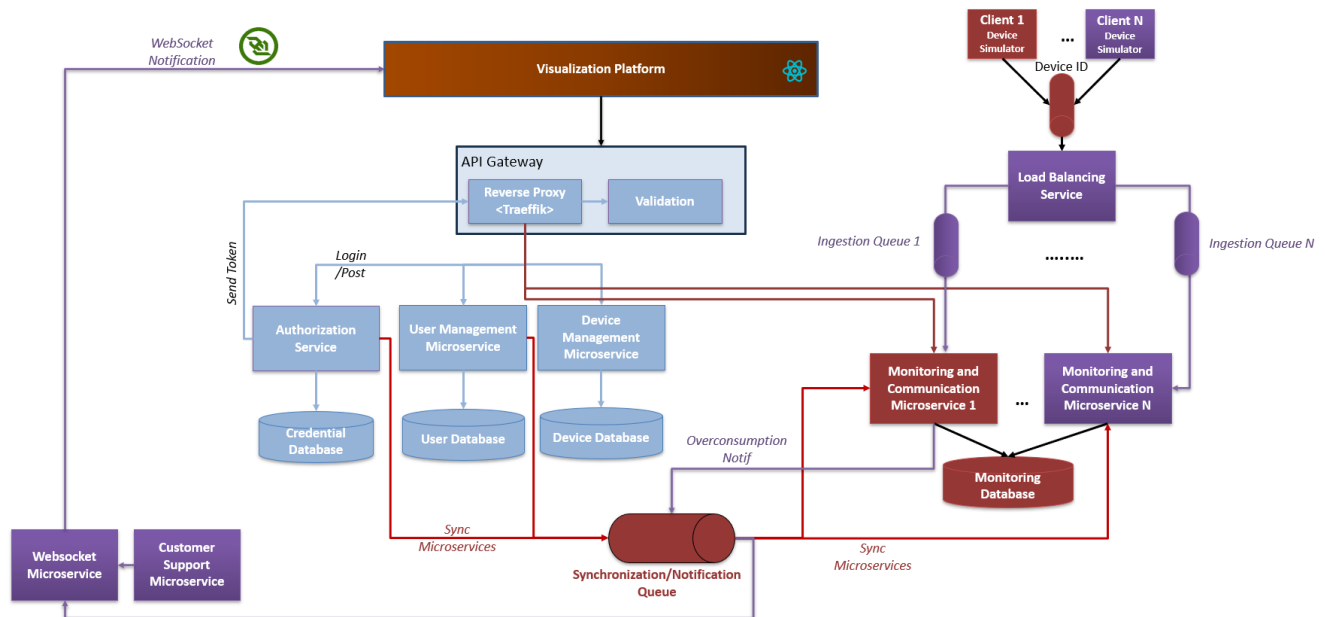 WebSocket
Notification
Visualization Platform
Client 1
Device
Simulator
...
Client N
Device
Simulator
Device ID
API Gateway
Reverse Proxy
<Traeffik>
Validation
Load Balancing
Service
Ingestion Queue 1
........
Ingestion Queue N
Send Token
Login
/Post
Authorization
Service
User Management
Microservice
Device
Management
Microservice
Monitoring and
Communication
Microservice 1
...
Monitoring and
Communication
Microservice N
Credential
Database
User Database
Device Database
Overconsumption
Notif
Monitoring
Database
Websocket
Microservice
Customer
Support
Microservice
Sync
Microservices
Synchronization/Notification
Queue
Sync
Microservices